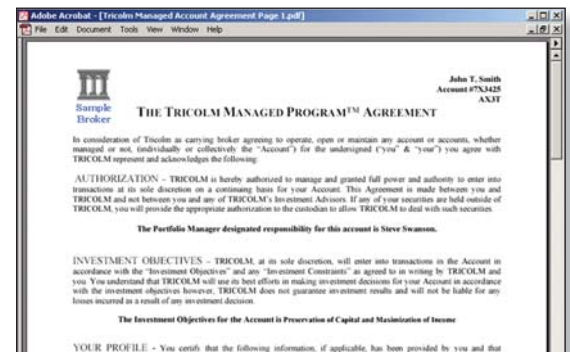 Adobe Acrobat - [Tricolm Managed Account Agreement Page 1.pdf]
File Edit Document Tools View Window Help
John T. Smith
Account #7X3425
AX3T
Sample
Broker
THE TRICOLM MANAGED PROGRAM™ AGREEMENT
In consideration of Tricolm as carrying broker agreeing to operate, open or maintain any account or accounts, whether
managed or not, (individually or collectively the "Account") for the undersigned ("you" & "your") you agree with
TRICOLM represent and acknowledges the following:
AUTHORIZATION – TRICOLM is hereby authorized to manage and granted full power and authority to enter into
transactions at its sole discretion on a continuing basis for your Account. This Agreement is made between you and
TRICOLM and not between you and any of TRICOLM's Investment Advisors. If any of your securities are held outside of
TRICOLM, you will provide the appropriate authorization to the custodian to allow TRICOLM to deal with such securities.
The Portfolio Manager designated responsibility for this account is Steve Swanson.
INVESTMENT OBJECTIVES – TRICOLM, at its sole discretion, will enter into transactions in the Account in
accordance with the "Investment Objectives" and any "Investment Constraints" as agreed to in writing by TRICOLM and
you. You understand that TRICOLM will use its best efforts in making investment decisions for your Account in accordance
with the investment objectives however, TRICOLM does not guarantee investment results and will not be liable for any
losses incurred as a result of any investment decision.
The Investment Objectives for the Account is Preservation of Capital and Maximization of Income
YOUR PROFILE - You certify that the following information, if applicable, has been provided by you and that